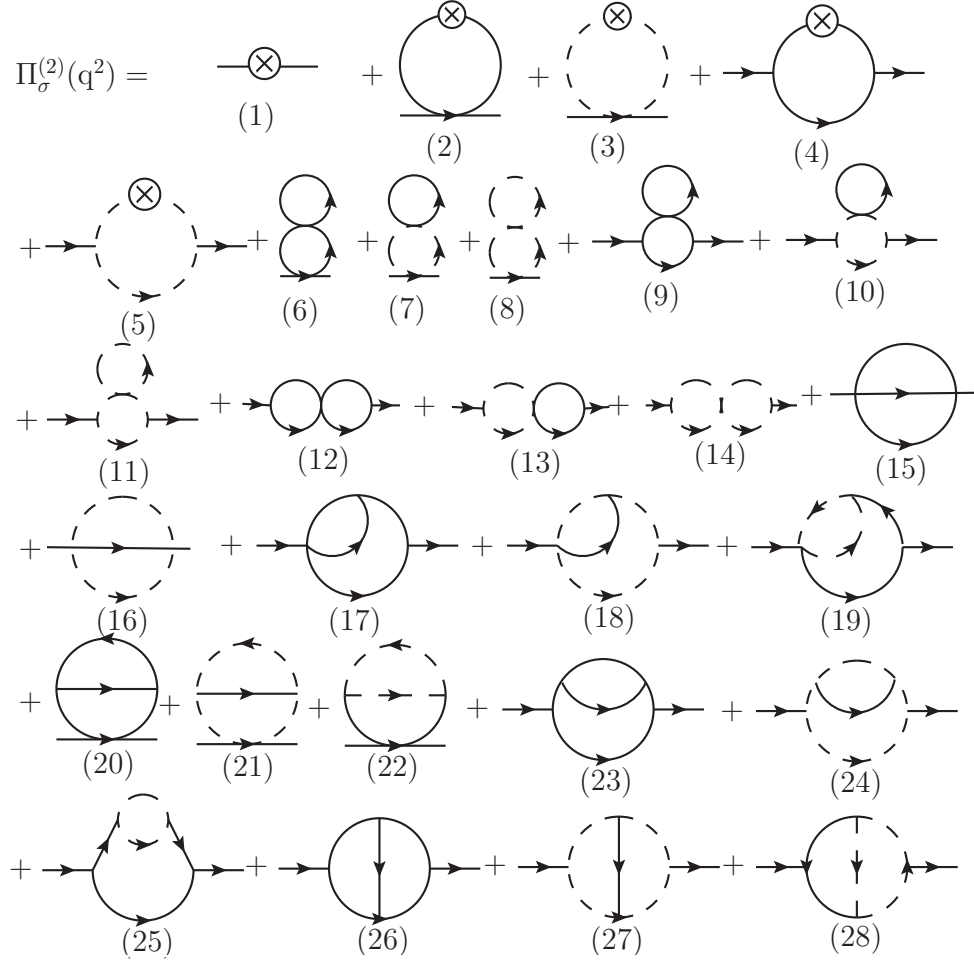 Π_σ^(2)(q²) = + + +
(1) (2) (3) (4)
+ + + + + +
(5) (6) (7) (8) (9) (10)
+ + + + +
(11) (12) (13) (14) (15)
+ + + +
(16) (17) (18) (19)
+ + + + +
(20) (21) (22) (23) (24)
+ + + +
(25) (26) (27) (28)